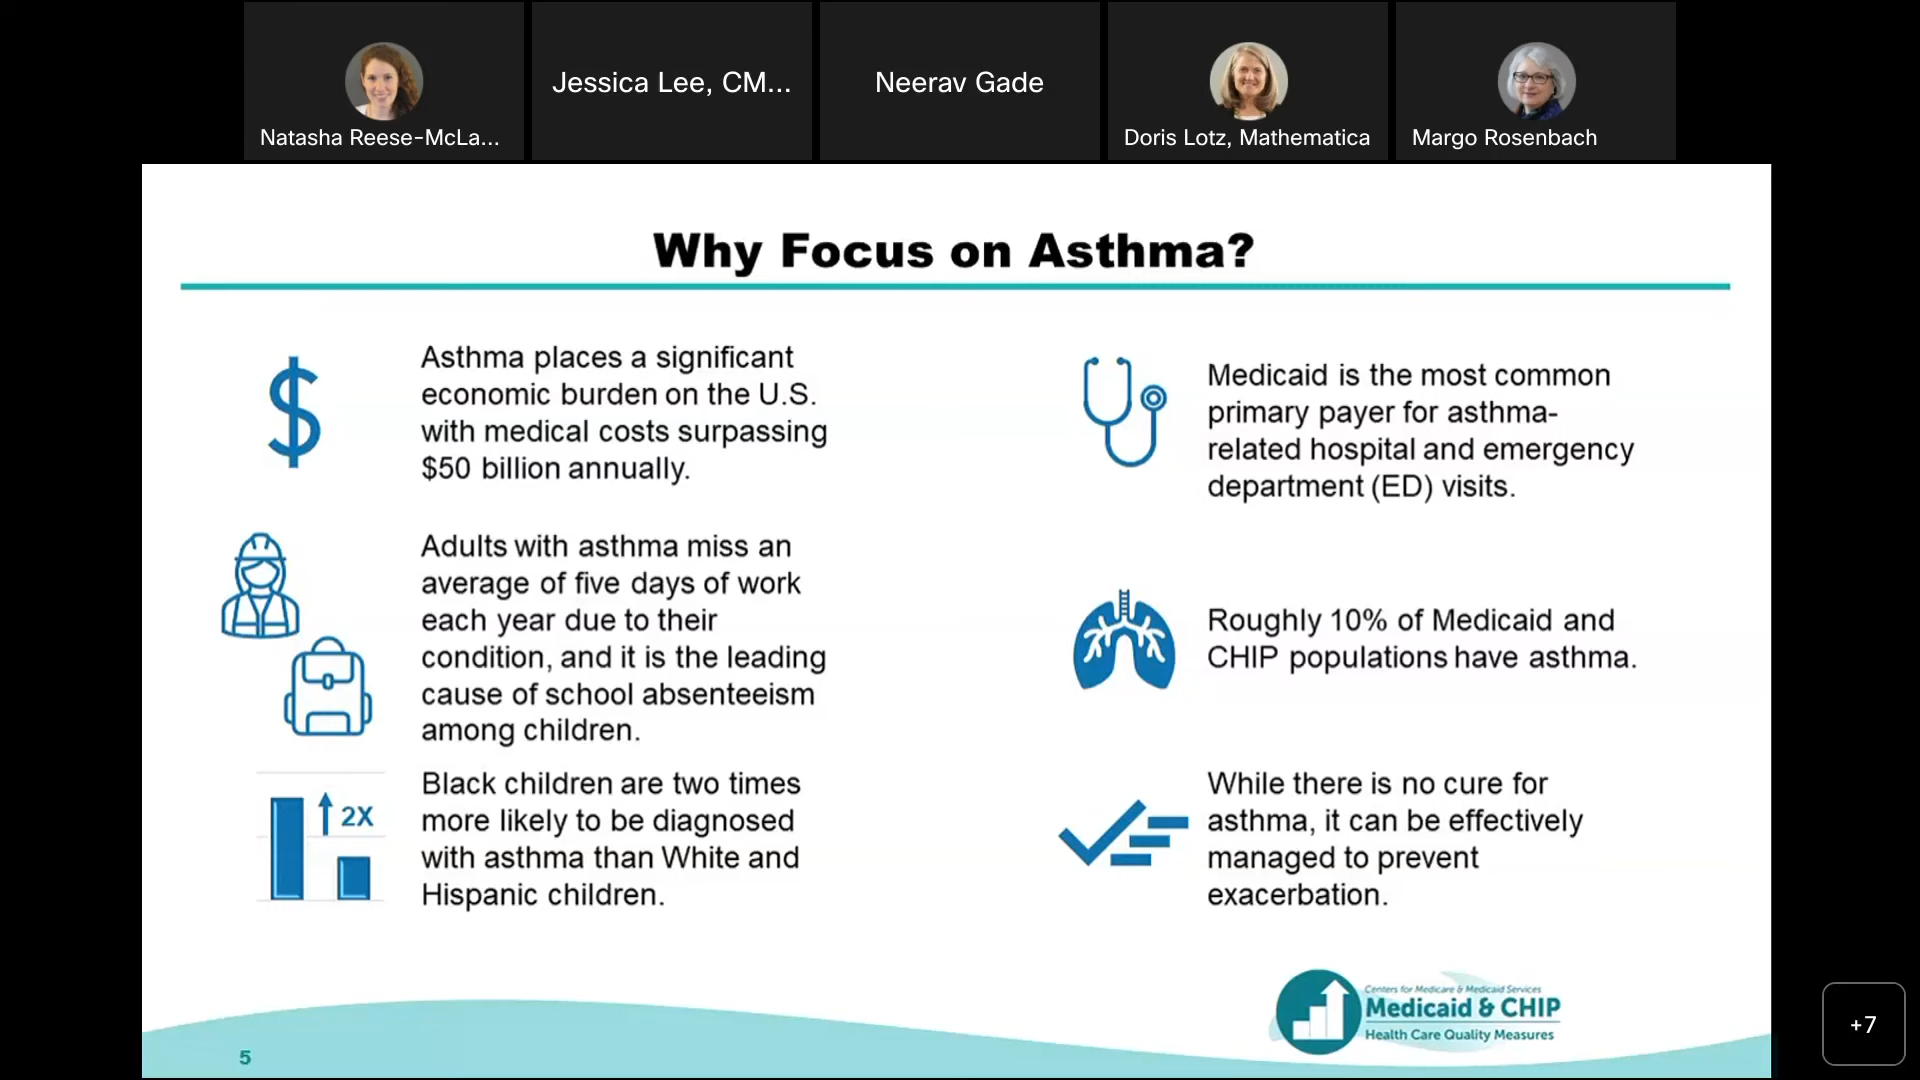 Natasha Reese-McLa...
Jessica Lee, CM...
Neerav Gade
Doris Lotz, Mathematica
Margo Rosenbach
Why Focus on Asthma?
Asthma places a significant
economic burden on the U.S.
with medical costs surpassing
$50 billion annually.
Adults with asthma miss an
average of five days of work
each year due to their
condition, and it is the leading
cause of school absenteeism
among children.
2X
Black children are two times
more likely to be diagnosed
with asthma than White and
Hispanic children.
Medicaid is the most common
primary payer for asthma-
related hospital and emergency
department (ED) visits.
Roughly 10% of Medicaid and
CHIP populations have asthma.
While there is no cure for
asthma, it can be effectively
managed to prevent
exacerbation.
Centers for Medicare & Medicaid Services
Medicaid & CHIP
Health Care Quality Measures
5
+7